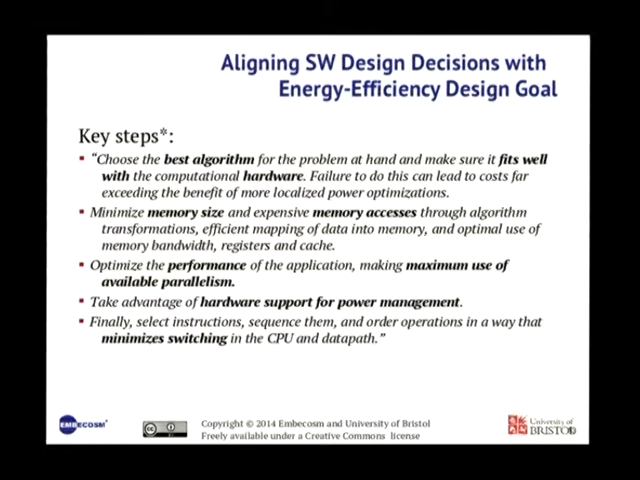 Aligning SW Design Decisions with
Energy-Efficiency Design Goal
Key steps*:
▪ “Choose the best algorithm for the problem at hand and make sure it fits well
with the computational hardware. Failure to do this can lead to costs far
exceeding the benefit of more localized power optimizations.
▪ Minimize memory size and expensive memory accesses through algorithm
transformations, efficient mapping of data into memory, and optimal use of
memory bandwidth, registers and cache.
▪ Optimize the performance of the application, making maximum use of
available parallelism.
▪ Take advantage of hardware support for power management.
▪ Finally, select instructions, sequence them, and order operations in a way that
minimizes switching in the CPU and datapath.”
EMBECOSM
cc
Copyright © 2014 Embecosm and University of Bristol
Freely available under a Creative Commons license
University of
BRISTOL